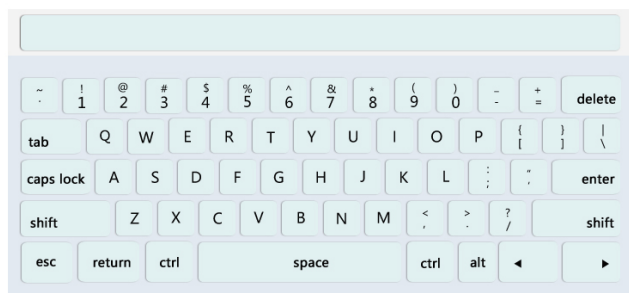 ~ ! @ # $ % ^ & * ( ) _ +
. 1 2 3 4 5 6 7 8 9 0 - = delete
tab Q W E R T Y U I O P { } |
[ ] \
caps lock A S D F G H J K L : “ enter
; ,
shift Z X C V B N M < > ? shift
, . /
esc return ctrl space ctrl alt ◄ ►